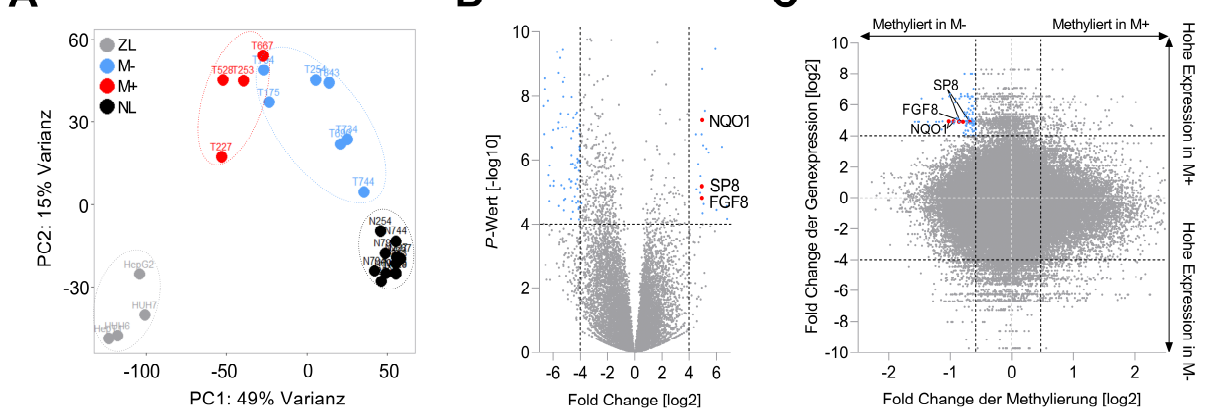 A
B
C
60
30
0
-30
-100
-50
0
50
PC2: 15% Varianz
PC1: 49% Varianz
ZL
M-
M+
NL
T667
T528
T253
T175
T254
T227
T744
N254
HepG2
HUH7
HUH6
10
8
6
4
2
0
-6
-4
-2
0
2
4
6
P-Wert [-log10]
Fold Change [log2]
NQO1
SP8
FGF8
Methyliert in M-
Methyliert in M+
10
8
6
4
2
0
-2
-4
-6
-8
-10
-2
-1
0
1
2
SP8
FGF8
NQO1
Fold Change der Genexpression [log2]
Fold Change der Methylierung [log2]
Hohe Expression in M+
Hohe Expression in M-